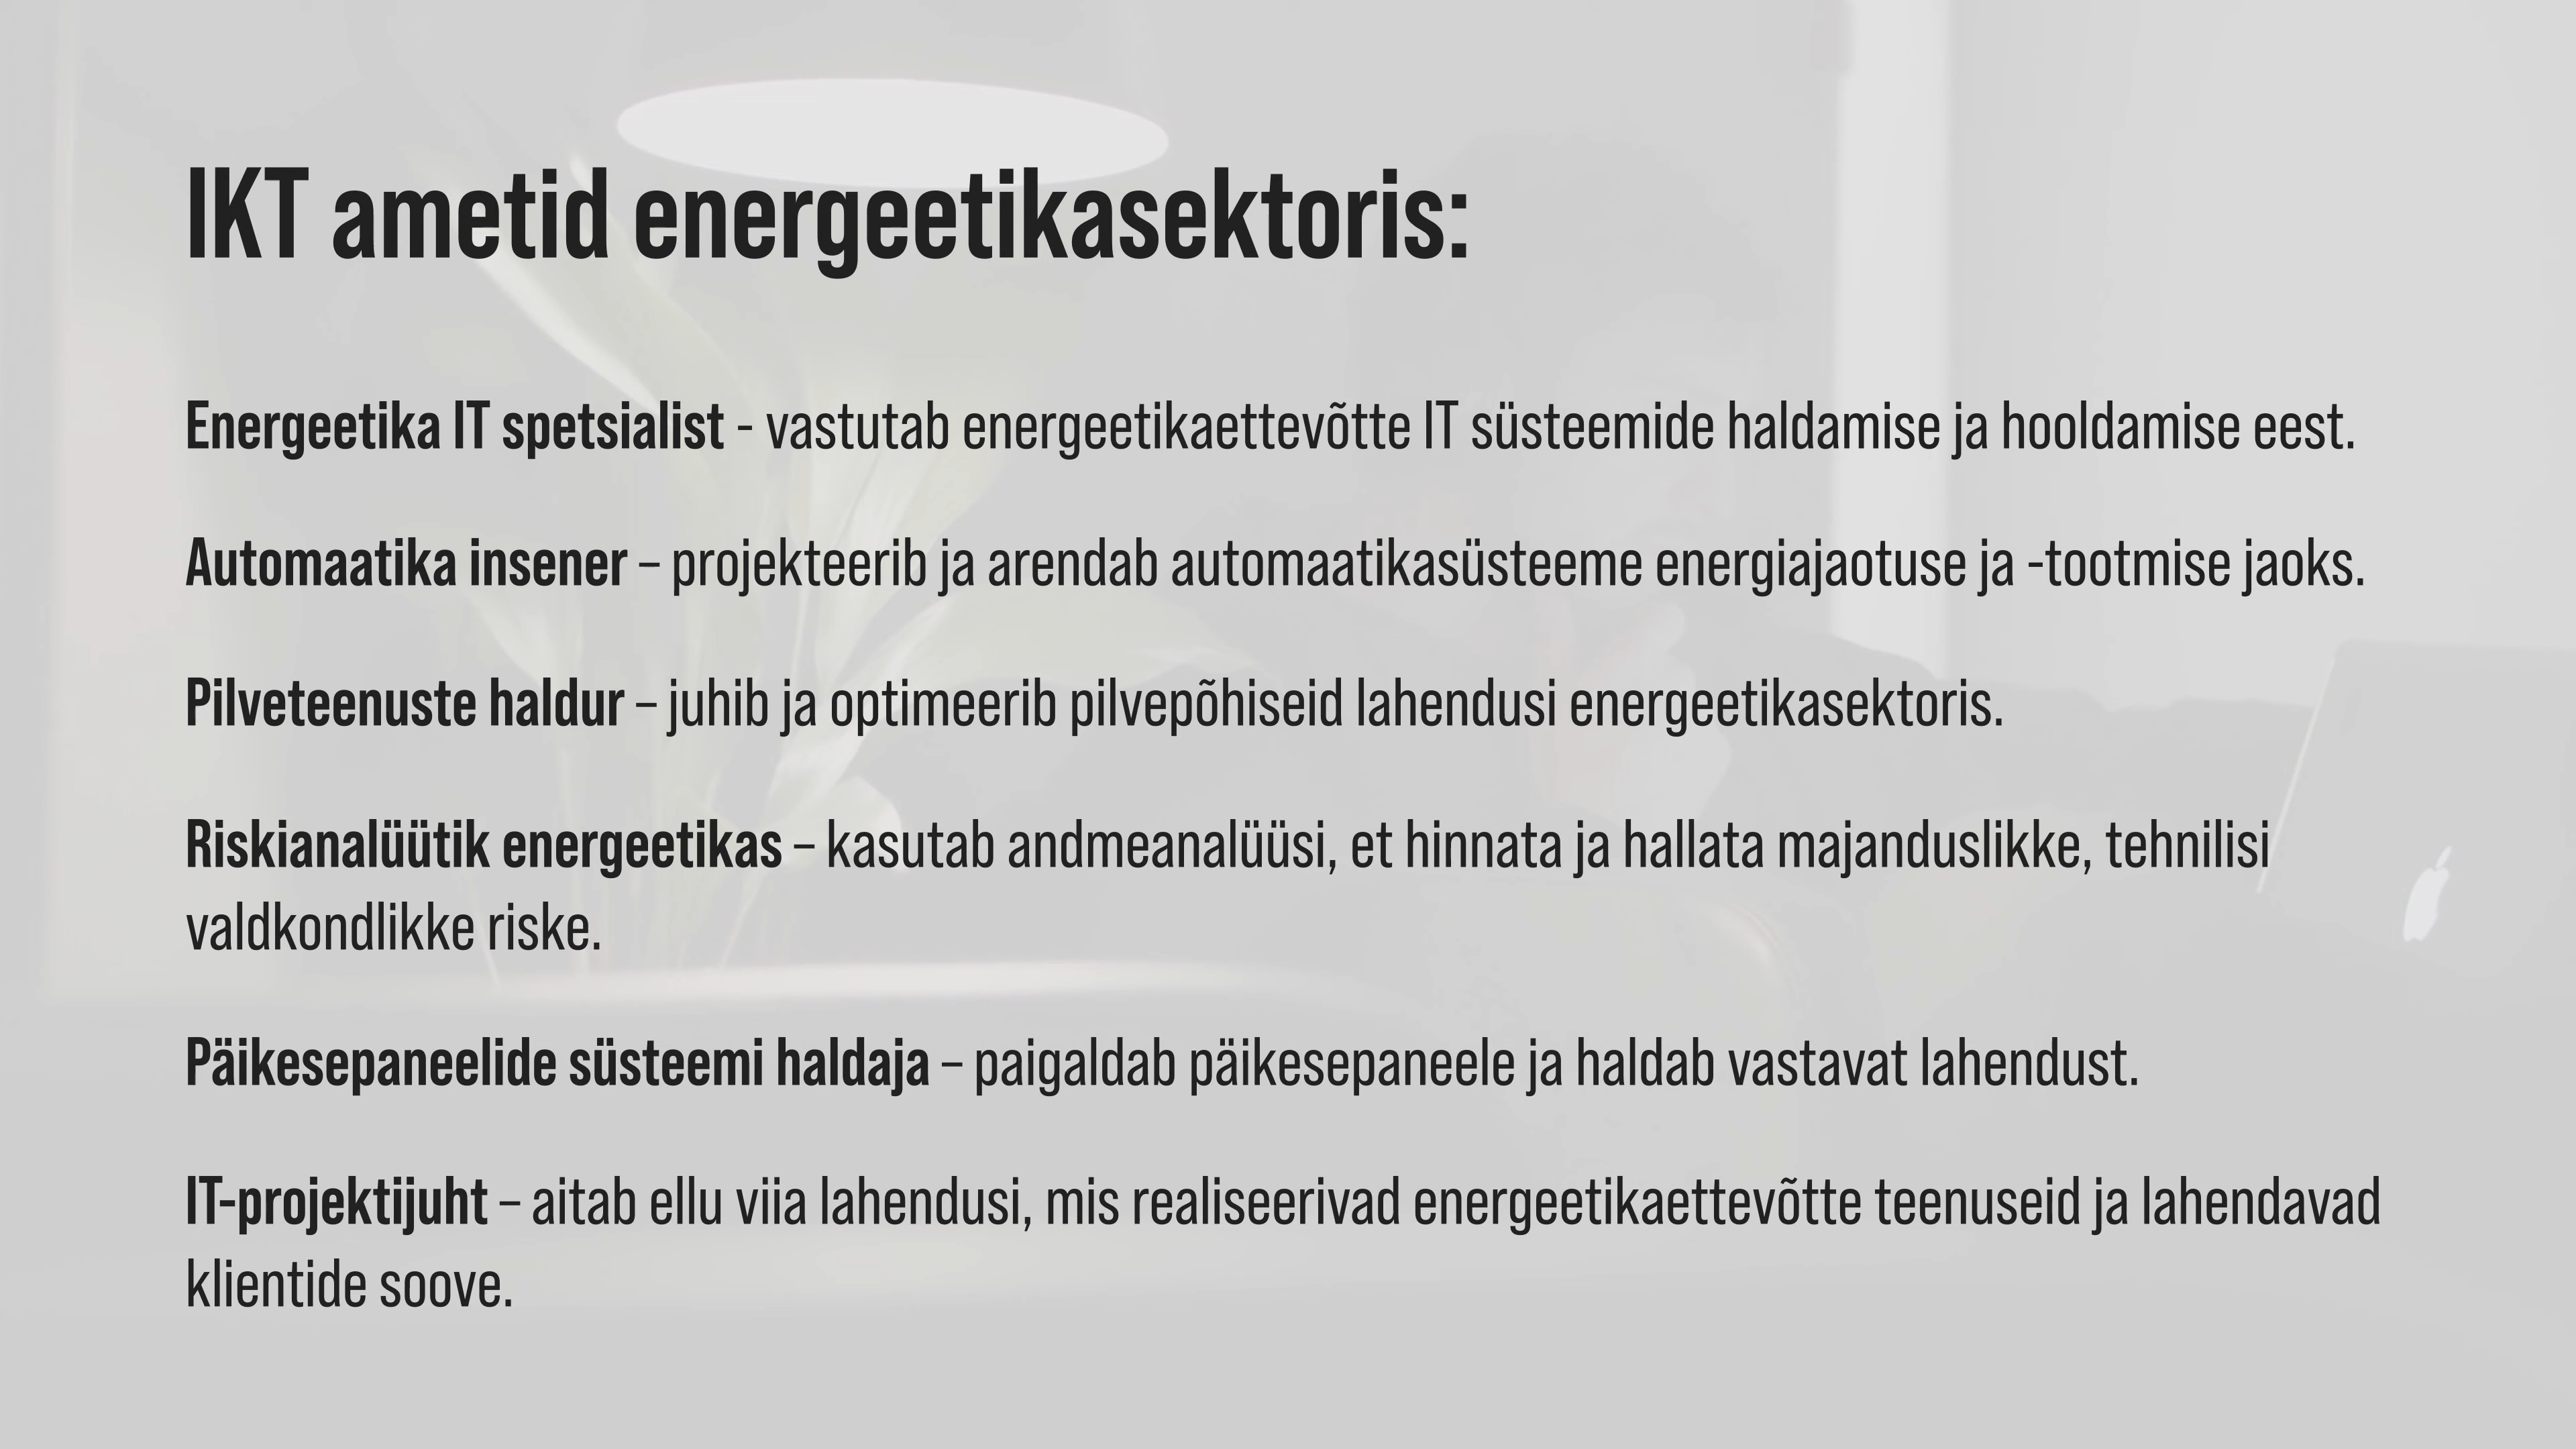 IKT ametid energeetikasektoris:
Energeetika IT spetsialist - vastutab energeetikaettevõtte IT süsteemide haldamise ja hooldamise eest.
Automaatika insener – projekteerib ja arendab automaatikasüsteeme energiajaotuse ja -tootmise jaoks.
Pilveteenuste haldur – juhib ja optimeerib pilvepõhiseid lahendusi energeetikasektoris.
Riskianalüütik energeetikas – kasutab andmeanalüüsi, et hinnata ja hallata majanduslikke, tehnilisi
valdkondlikke riske.
Päikesepaneelide süsteemi haldaja – paigaldab päikesepaneele ja haldab vastavat lahendust.
IT-projektijuht – aitab ellu viia lahendusi, mis realiseerivad energeetikaettevõtte teenuseid ja lahendavad
klientide soove.